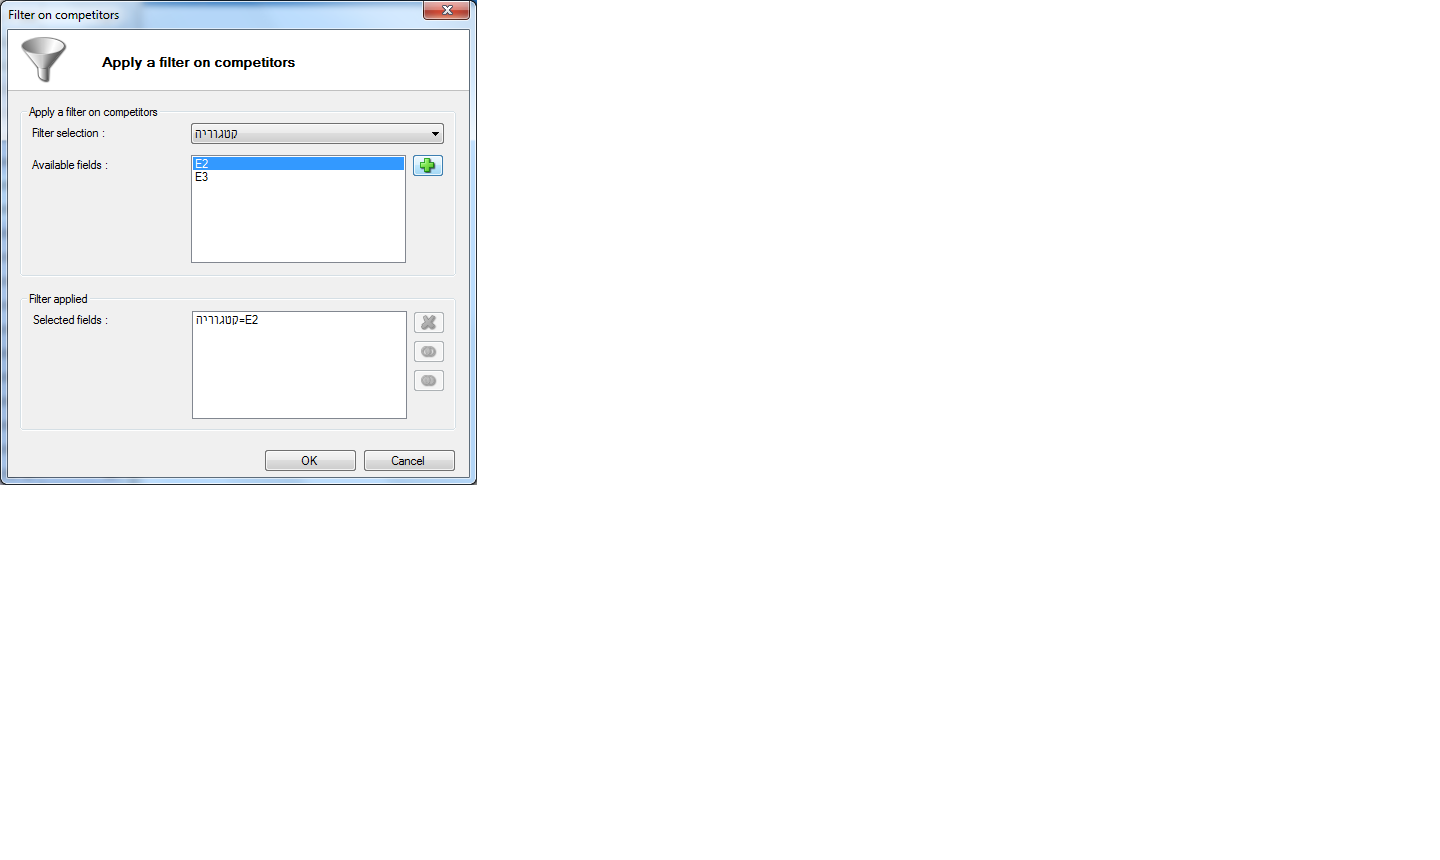 Filter on competitors
Apply a filter on competitors
Apply a filter on competitors
Filter selection :
קטגוריה
Available fields :
E2
E3
Filter applied
Selected fields :
קטגוריה=E2
OK
Cancel